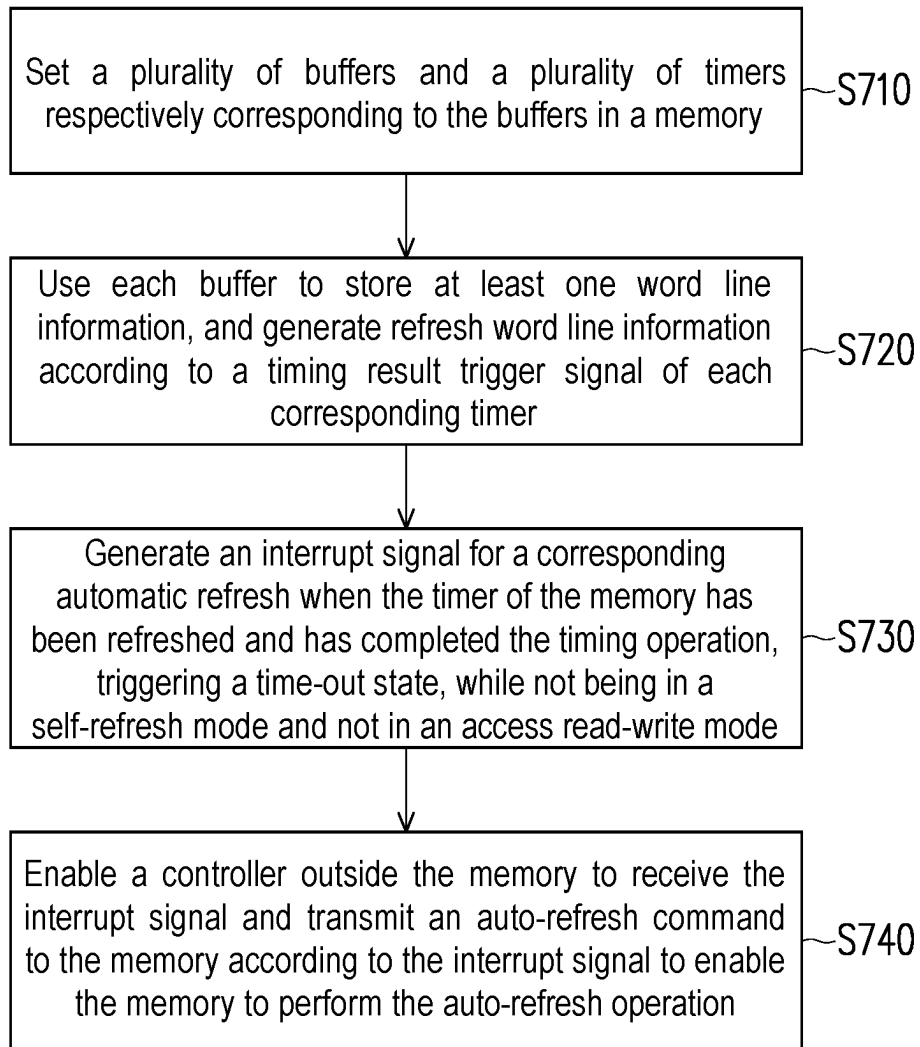 Set a plurality of buffers and a plurality of timers
respectively corresponding to the buffers in a memory
S710
Use each buffer to store at least one word line
information, and generate refresh word line information
according to a timing result trigger signal of each
corresponding timer
S720
Generate an interrupt signal for a corresponding
automatic refresh when the timer of the memory has
been refreshed and has completed the timing operation,
triggering a time-out state, while not being in a
self-refresh mode and not in an access read-write mode
S730
Enable a controller outside the memory to receive the
interrupt signal and transmit an auto-refresh command
to the memory according to the interrupt signal to enable
the memory to perform the auto-refresh operation
S740